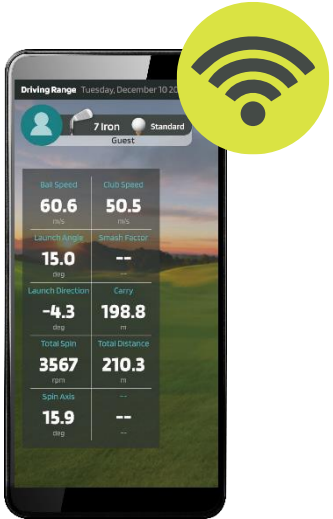 Driving Range Tuesday, December 10 20
7 Iron Standard
Guest
Ball Speed Club Speed
60.6 50.5
m/s m/s
Launch Angle Smash Factor
15.0 --
deg --
Launch Direction Carry
-4.3 198.8
deg m
Total Spin Total Distance
3567 210.3
rpm m
Spin Axis --
15.9 --
deg --